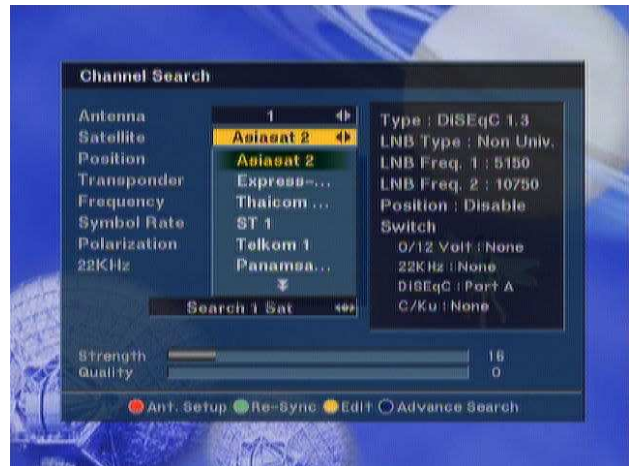 Channel Search
Antenna 1
Satellite Asiasat 2
Position Asiasat 2
Transponder Express-...
Frequency Thaicom ...
Symbol Rate ST 1
Polarization Telkom 1
22KHz Panamsa...
Search 1 Sat
Type : DiSEqC 1.3
LNB Type : Non Univ.
LNB Freq. 1 : 5150
LNB Freq. 2 : 10750
Position : Disable
Switch
0/12 Volt : None
22KHz : None
DiSEqC : Port A
C/Ku : None
Strength 16
Quality 0
Ant. Setup Re-Sync Edit Advance Search